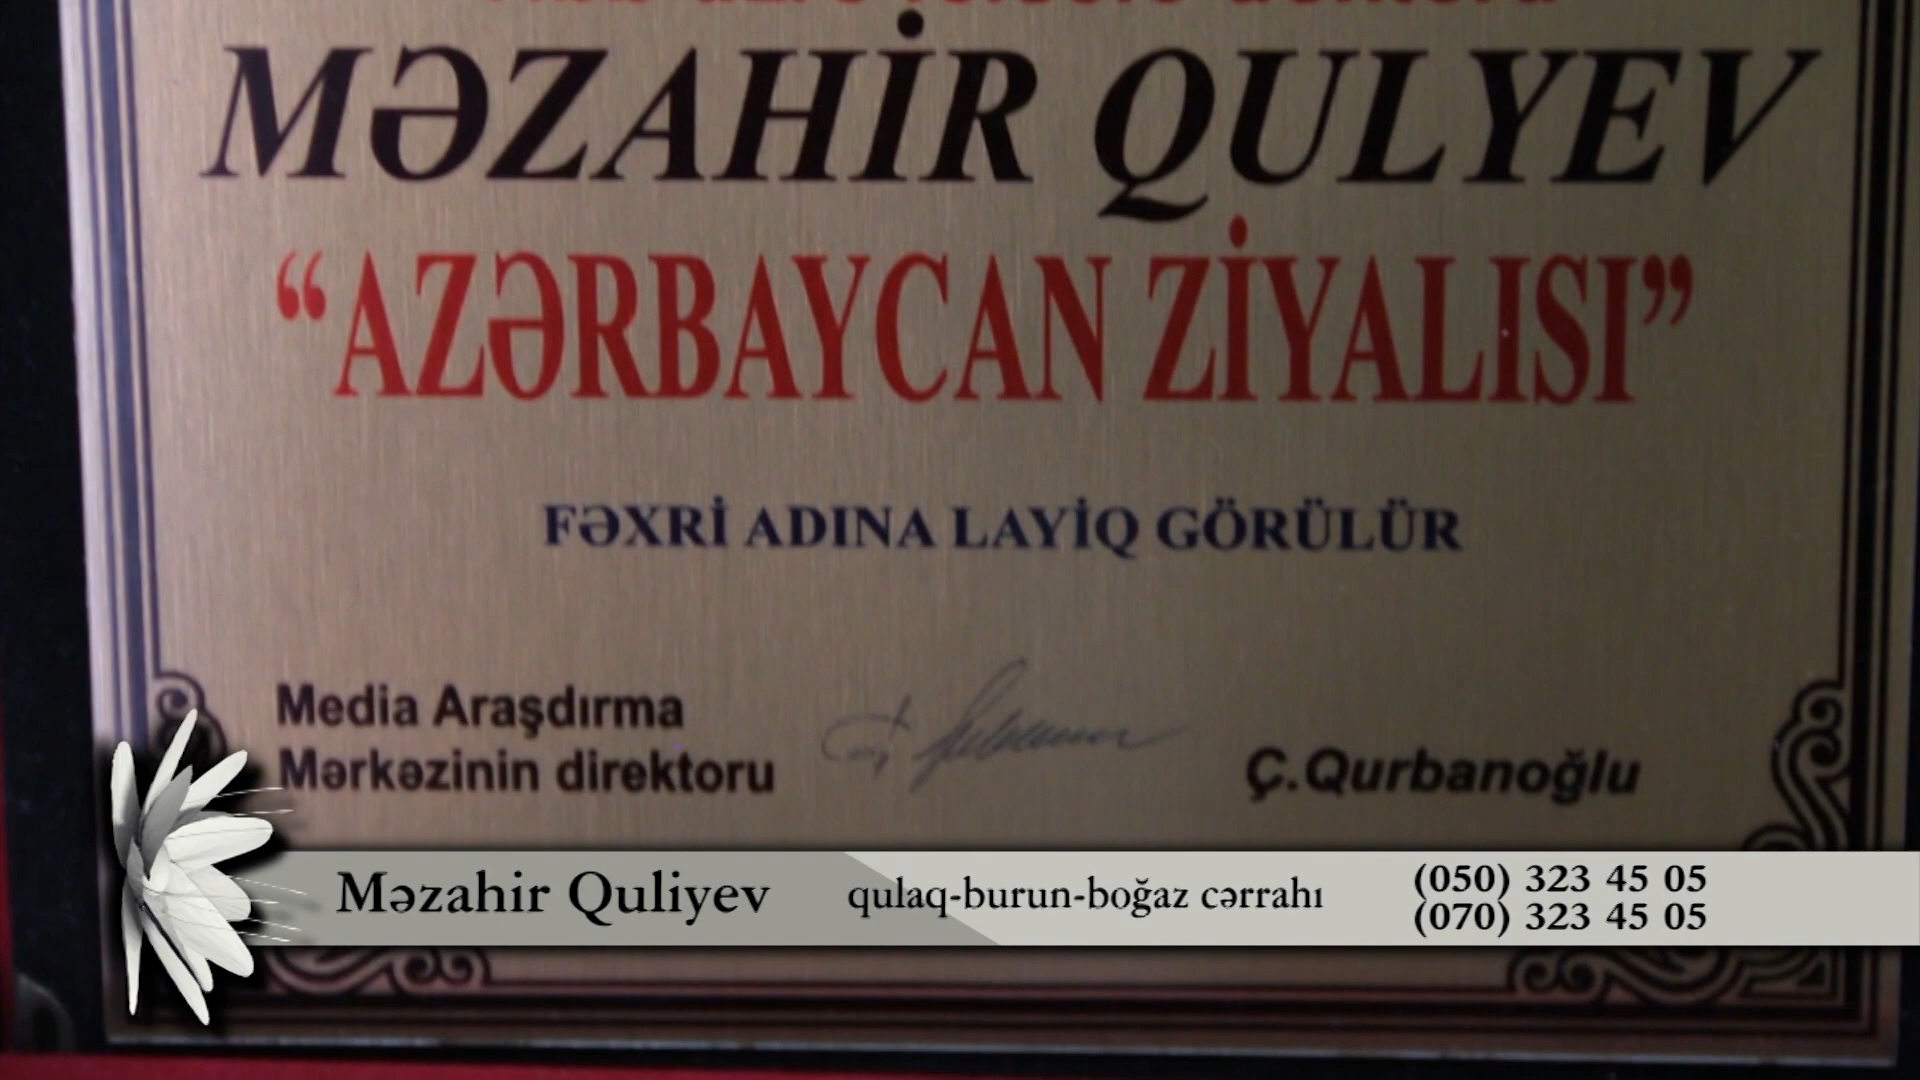 MƏZAHİR QULYEV
“AZƏRBAYCAN ZİYALISI”
FƏXRİ ADINA LAYİQ GÖRÜLÜR
Media Araşdırma
Mərkəzinin direktoru
Ç.Qurbanoğlu
Məzahir Quliyev
qulaq-burun-boğaz cərrahı
(050) 323 45 05
(070) 323 45 05